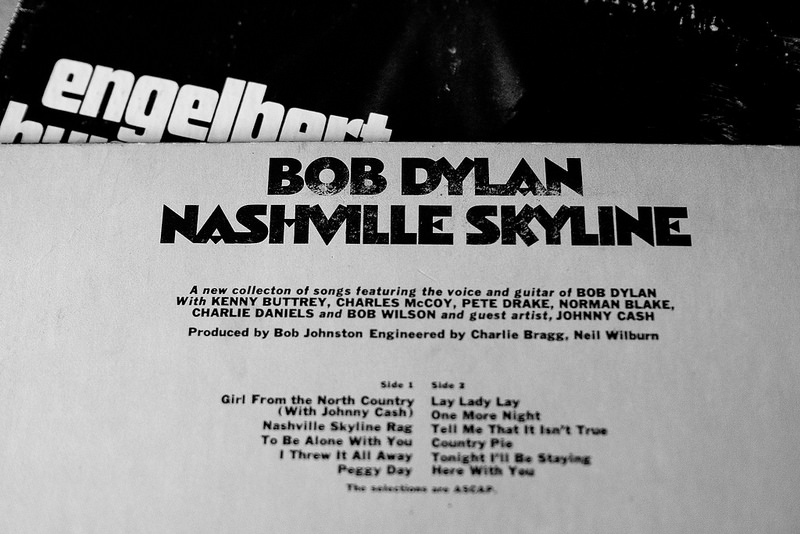 engelbert
BOB DYLAN
NASHVILLE SKYLINE
A new collecton of songs featuring the voice and guitar of BOB DYLAN
With KENNY BUTTREY, CHARLES McCOY, PETE DRAKE, NORMAN BLAKE,
CHARLIE DANIELS and BOB WILSON and guest artist, JOHNNY CASH
Produced by Bob Johnston Engineered by Charlie Bragg, Neil Wilburn
Side 1 Side 2
Girl From the North Country Lay Lady Lay
(With Johnny Cash) One More Night
Nashville Skyline Rag Tell Me That It Isn't True
To Be Alone With You Country Pie
I Threw It All Away Tonight I'll Be Staying
Peggy Day Here With You
The selections are ASCAP.